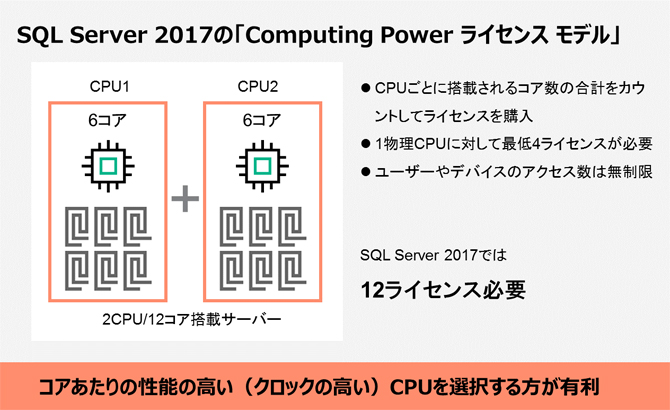 SQL Server 2017の「Computing Power ライセンス モデル」
CPU1
CPU2
6コア
6コア
2CPU/12コア搭載サーバー
● CPUごとに搭載されるコア数の合計をカウ
ントしてライセンスを購入
● 1物理CPUに対して最低4ライセンスが必要
● ユーザーやデバイスのアクセス数は無制限
SQL Server 2017では
12ライセンス必要
コアあたりの性能の高い（クロックの高い）CPUを選択する方が有利